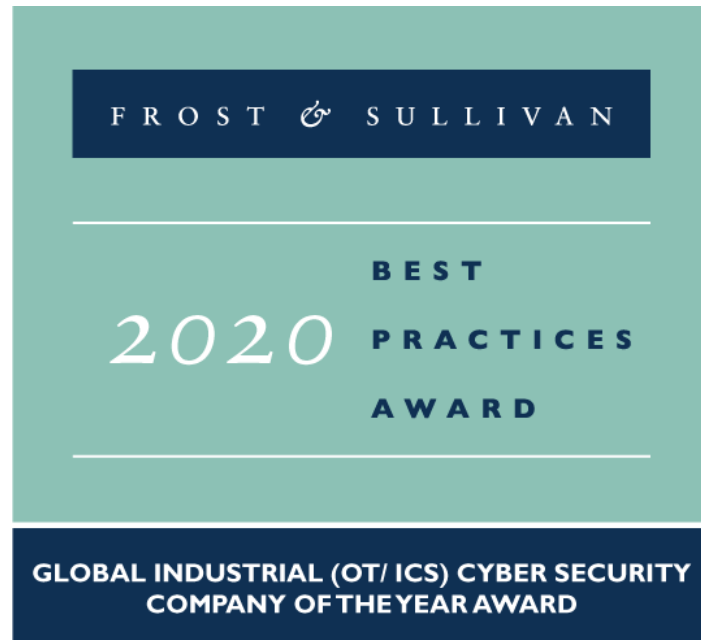 FROST & SULLIVAN
2020
BEST
PRACTICES
AWARD
GLOBAL INDUSTRIAL (OT/ ICS) CYBER SECURITY
COMPANY OF THE YEAR AWARD